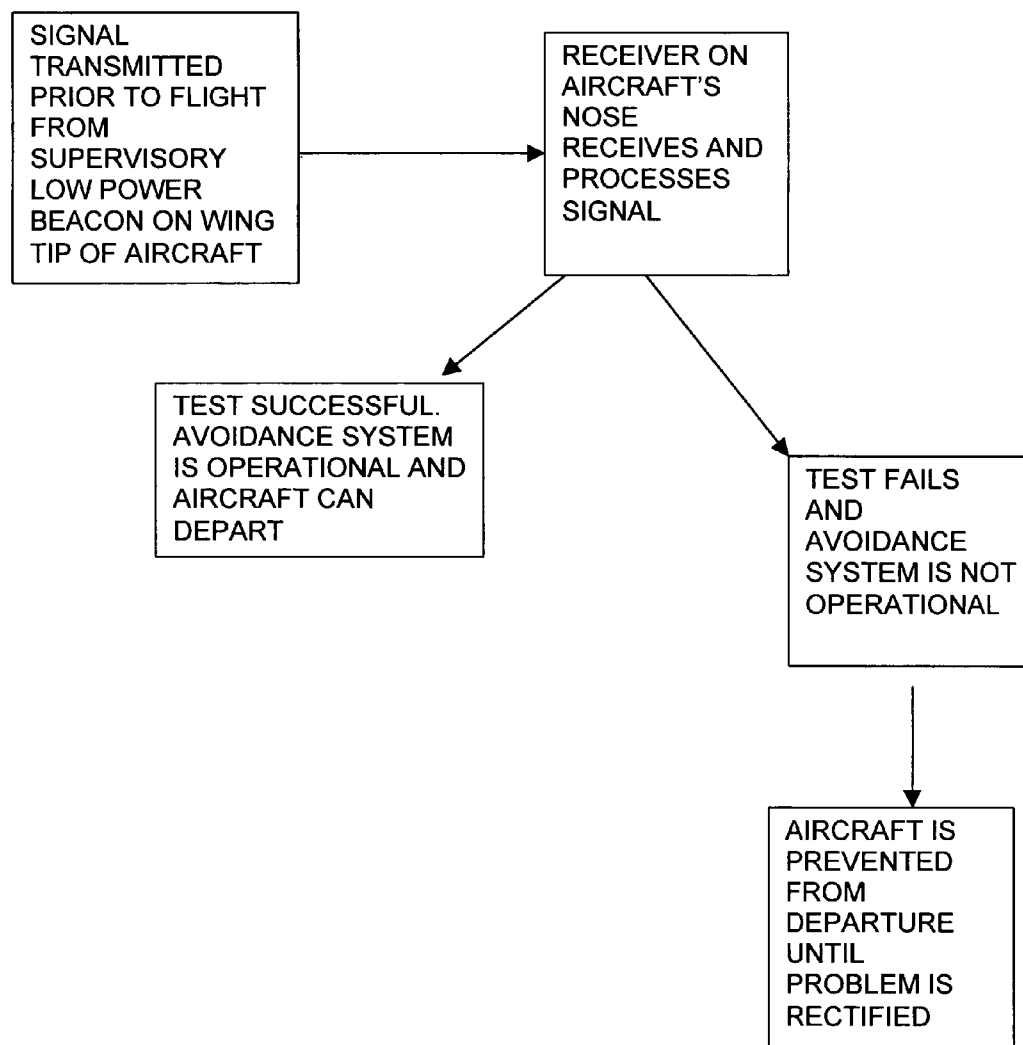 SIGNAL
TRANSMITTED
PRIOR TO FLIGHT
FROM
SUPERVISORY
LOW POWER
BEACON ON WING
TIP OF AIRCRAFT
RECEIVER ON
AIRCRAFT'S
NOSE
RECEIVES AND
PROCESSES
SIGNAL
TEST SUCCESSFUL.
AVOIDANCE SYSTEM
IS OPERATIONAL AND
AIRCRAFT CAN
DEPART
TEST FAILS
AND
AVOIDANCE
SYSTEM IS NOT
OPERATIONAL
AIRCRAFT IS
PREVENTED
FROM
DEPARTURE
UNTIL
PROBLEM IS
RECTIFIED